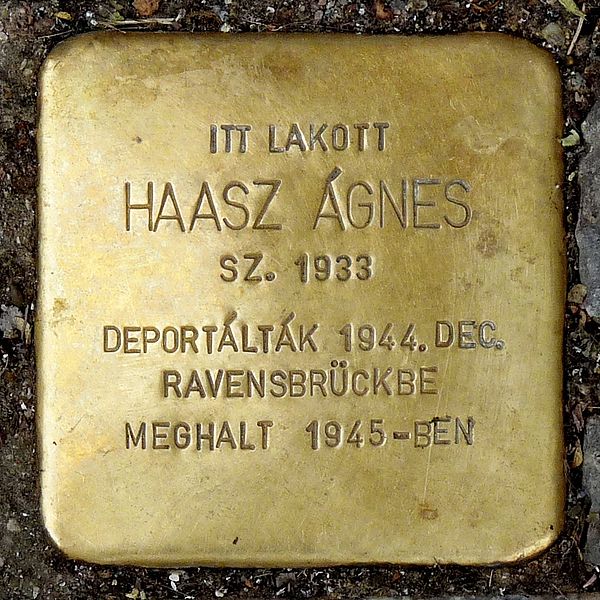 ITT LAKOTT
HAASZ ÁGNES
SZ. 1933
DEPORTÁLTÁK 1944. DEC.
RAVENSBRÜCKBE
MEGHALT 1945-BEN